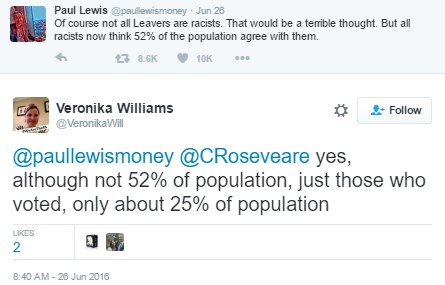 Paul Lewis @paullewismoney · Jun 26
Of course not all Leavers are racists. That would be a terrible thought. But all
racists now think 52% of the population agree with them.
8.6K 10K
Veronika Williams
@VeronikaWill
Follow
@paullewismoney @CRoseveare yes,
although not 52% of population, just those who
voted, only about 25% of population
LIKES
2
8:40 AM - 26 Jun 2016